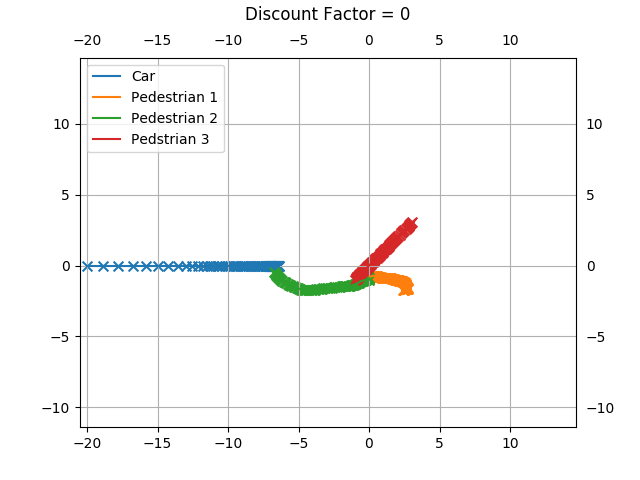 Discount Factor = 0
−20 −15 −10 −5 0 5 10
Car
Pedestrian 1
Pedestrian 2
Pedstrian 3
10 10
5 5
0 0
−5 −5
−10 −10
−20 −15 −10 −5 0 5 10